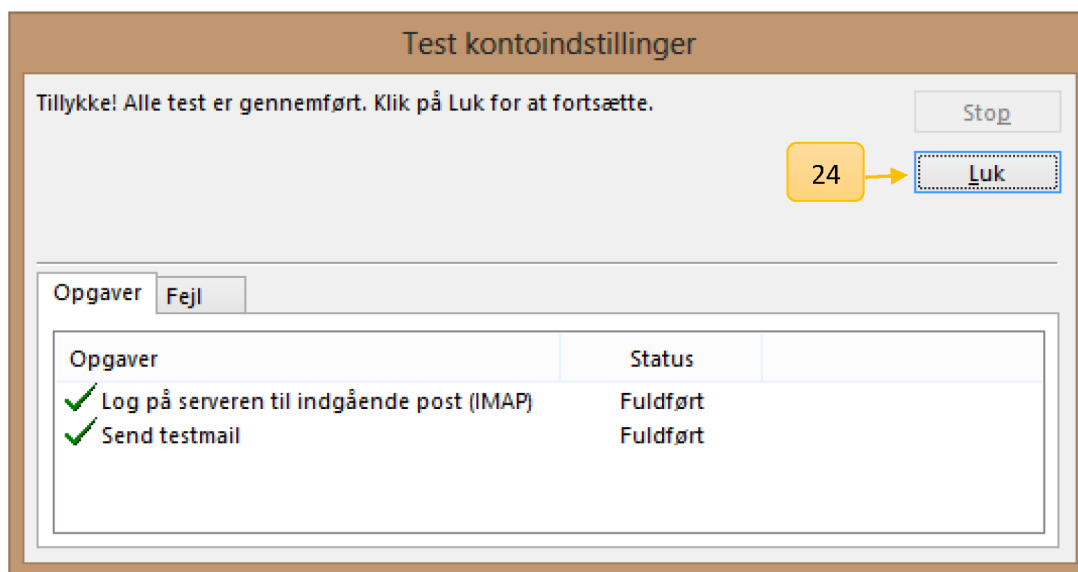 Test kontoindstillinger
Tillykke! Alle test er gennemført. Klik på Luk for at fortsætte.
Stop
24
Luk
Opgaver
Fejl
Opgaver Status
Log på serveren til indgående post (IMAP) Fuldført
Send testmail Fuldført